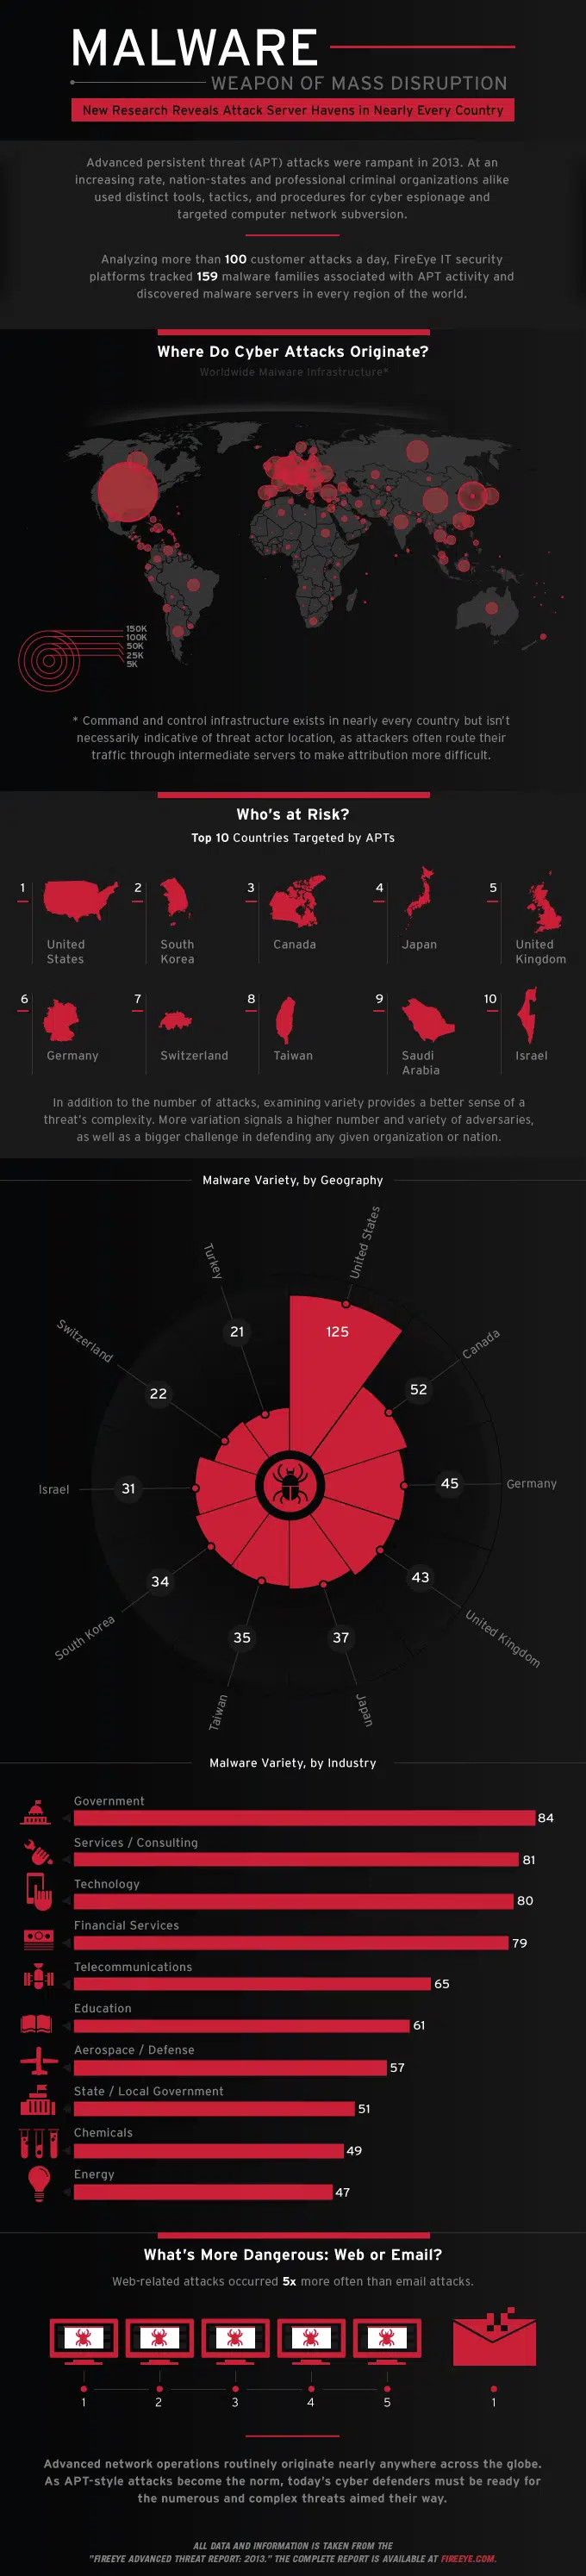 MALWARE
WEAPON OF MASS DISRUPTION
New Research Reveals Attack Server Havens in Nearly Every Country
Advanced persistent threat (APT) attacks were rampant in 2013. At an
increasing rate, nation-states and professional criminal organizations alike
used distinct tools, tactics, and procedures for cyber espionage and
targeted computer network subversion.
Analyzing more than 100 customer attacks a day, FireEye IT security
platforms tracked 159 malware families associated with APT activity and
discovered malware servers in every region of the world.
Where Do Cyber Attacks Originate?
Worldwide Malware Infrastructure*
150K
100K
50K
25K
5K
* Command and control infrastructure exists in nearly every country but isn't
necessarily indicative of threat actor location, as attackers often route their
traffic through intermediate servers to make attribution more difficult.
Who's at Risk?
Top 10 Countries Targeted by APTs
1
United
States
2
South
Korea
3
Canada
4
Japan
5
United
Kingdom
6
Germany
7
Switzerland
8
Taiwan
9
Saudi
Arabia
10
Israel
In addition to the number of attacks, examining variety provides a better sense of a
threat's complexity. More variation signals a higher number and variety of adversaries,
as well as a bigger challenge in defending any given organization or nation.
Malware Variety, by Geography
United States
125
Canada
52
Germany
45
United Kingdom
43
Japan
37
Taiwan
35
South Korea
34
Israel
31
Switzerland
22
Turkey
21
Malware Variety, by Industry
Government
84
Services / Consulting
81
Technology
80
Financial Services
79
Telecommunications
65
Education
61
Aerospace / Defense
57
State / Local Government
51
Chemicals
49
Energy
47
What's More Dangerous: Web or Email?
Web-related attacks occurred 5x more often than email attacks.
1 2 3 4 5 1
Advanced network operations routinely originate nearly anywhere across the globe.
As APT-style attacks become the norm, today's cyber defenders must be ready for
the numerous and complex threats aimed their way.
ALL DATA AND INFORMATION IS TAKEN FROM THE
"FIREEYE ADVANCED THREAT REPORT: 2013." THE COMPLETE REPORT IS AVAILABLE AT FIREEYE.COM.